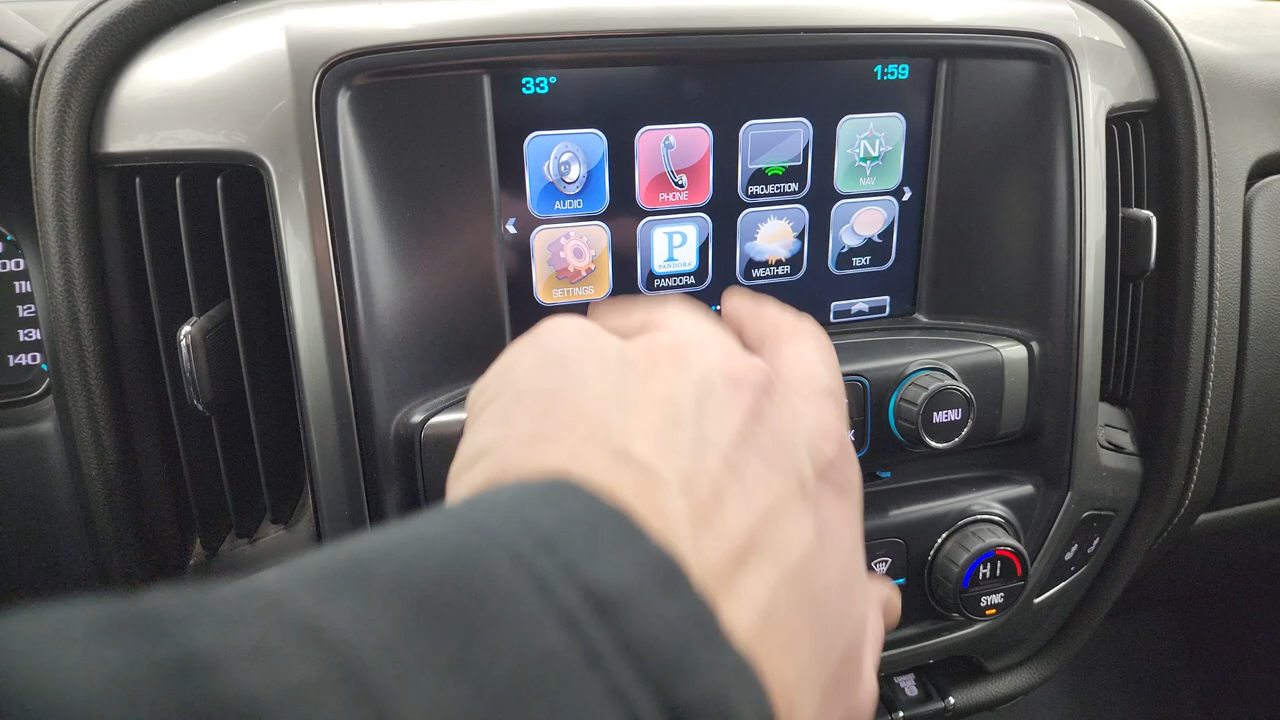 33° 1:59
AUDIO PHONE PROJECTION NAV
N
P
PANDORA
SETTINGS PANDORA WEATHER TEXT
MENU
K
HI
SYNC
110
120
130
140